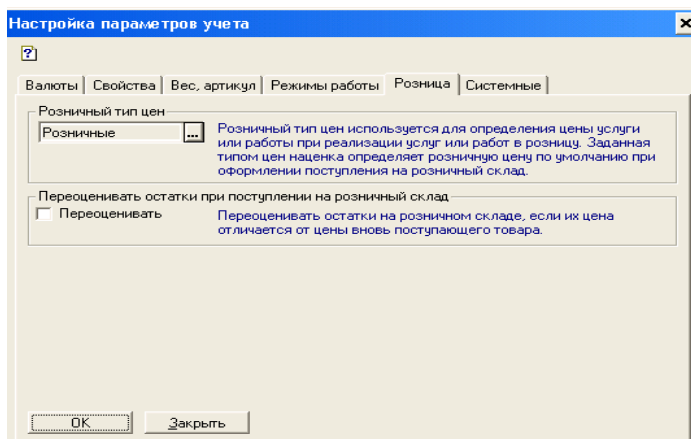 Настройка параметров учета
Валюты Свойства Вес, артикул Режимы работы Розница Системные
Розничный тип цен
Розничные ...
Розничный тип цен используется для определения цены услуги
или работы при реализации услуг или работ в розницу. Заданная
типом цен наценка определяет розничную цену по умолчанию при
оформлении поступления на розничный склад.
Переоценивать остатки при поступлении на розничный склад
Переоценивать
Переоценивать остатки на розничном складе, если их цена
отличается от цены вновь поступающего товара.
OK Закрыть